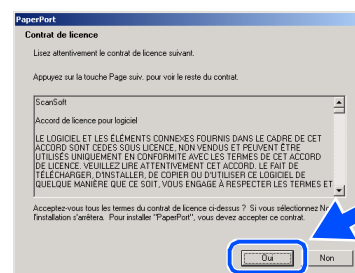 PaperPort
Contrat de licence
Lisez attentivement le contrat de licence suivant.
Appuyez sur la touche Page suiv. pour voir le reste du contrat.
ScanSoft
Accord de licence pour logiciel
LE LOGICIEL ET LES ÉLÉMENTS CONNEXES FOURNIS DANS LE CADRE DE CET
ACCORD SONT CEDES SOUS LICENCE, NON VENDUS ET PEUVENT ÊTRE
UTILISÉS UNIQUEMENT EN CONFORMITE AVEC LES TERMES DE CET ACCORD
DE LICENCE. VEUILLEZ LIRE ATTENTIVEMENT CET ACCORD. LE FAIT DE
TÉLÉCHARGER, D'INSTALLER, DE COPIER OU D'UTILISER CE LOGICIEL DE
QUELQUE MANIÈRE QUE CE SOIT, VOUS ENGAGE À RESPECTER LES TERMES ET
Acceptez-vous tous les termes du contrat de licence ci-dessus ? Si vous sélectionnez
l'installation s'arrêtera. Pour installer "PaperPort", vous devez accepter ce contrat.
Oui
Non